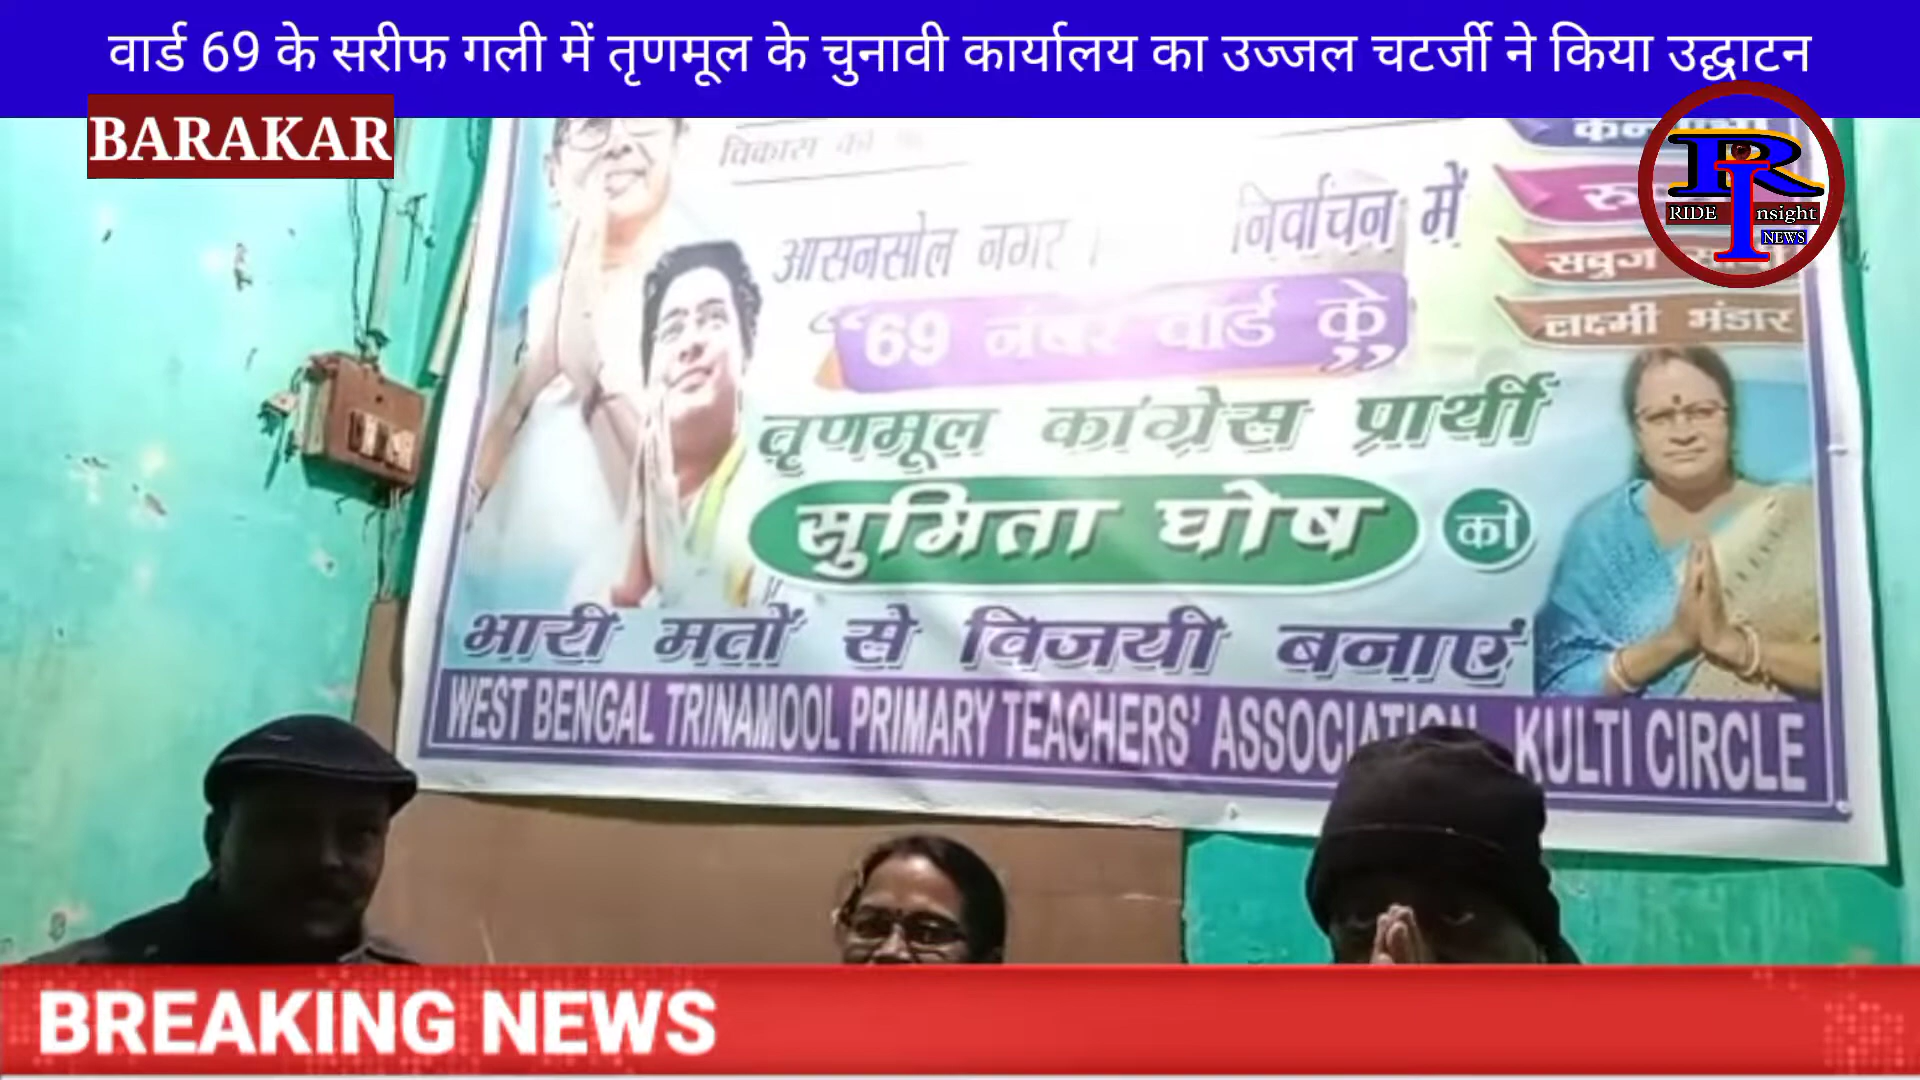 वार्ड 69 के सरीफ गली में तृणमूल के चुनावी कार्यालय का उज्जल चटर्जी ने किया उद्घाटन
BARAKAR
RIDE Insight
NEWS
विकास का
आसनसोल नगर निर्वाचन में
सबुज
लक्ष्मी भंडार
“69 नंबर वार्ड के”
तृणमूल कांग्रेस प्रार्थी
सुमिता घोष को
भारी मतों से विजयी बनाएं
WEST BENGAL TRINAMOOL PRIMARY TEACHERS' ASSOCIATION KULTI CIRCLE
BREAKING NEWS